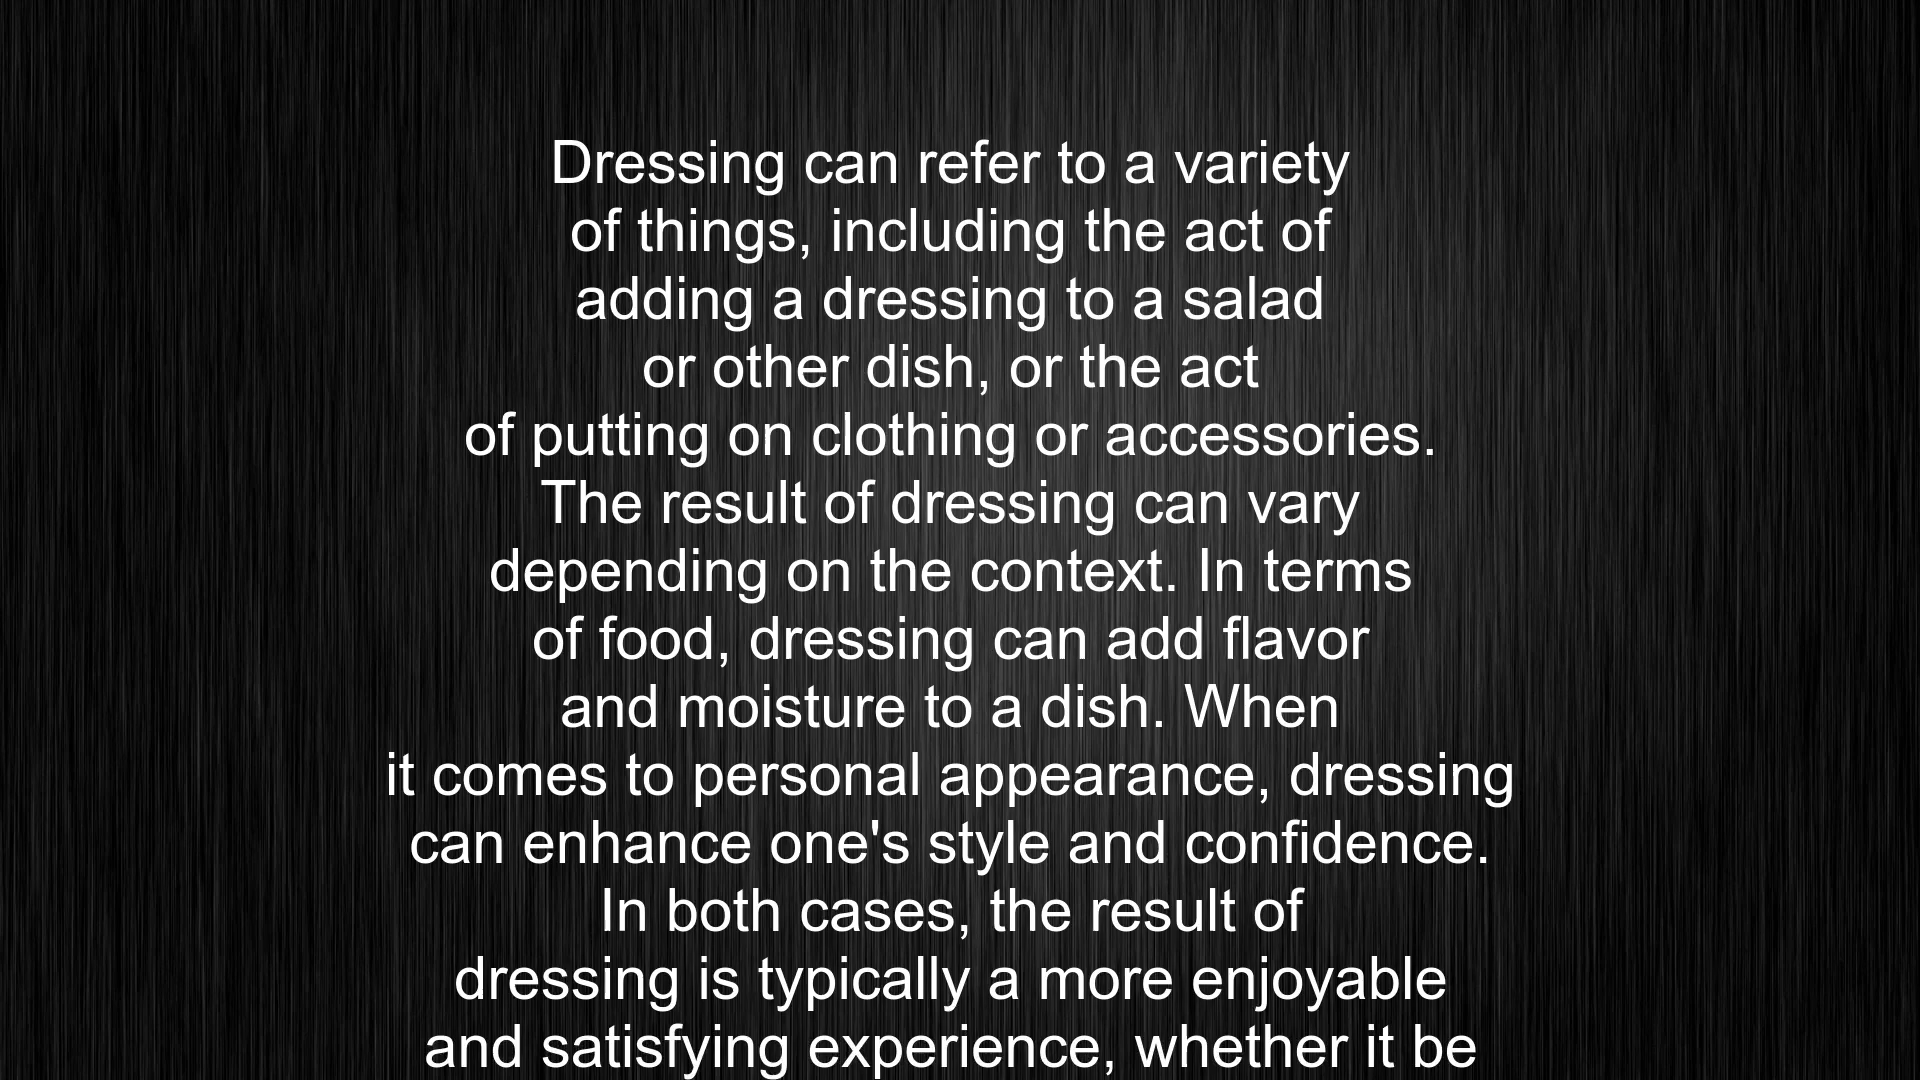 Dressing can refer to a variety
of things, including the act of
adding a dressing to a salad
or other dish, or the act
of putting on clothing or accessories.
The result of dressing can vary
depending on the context. In terms
of food, dressing can add flavor
and moisture to a dish. When
it comes to personal appearance, dressing
can enhance one's style and confidence.
In both cases, the result of
dressing is typically a more enjoyable
and satisfying experience, whether it be